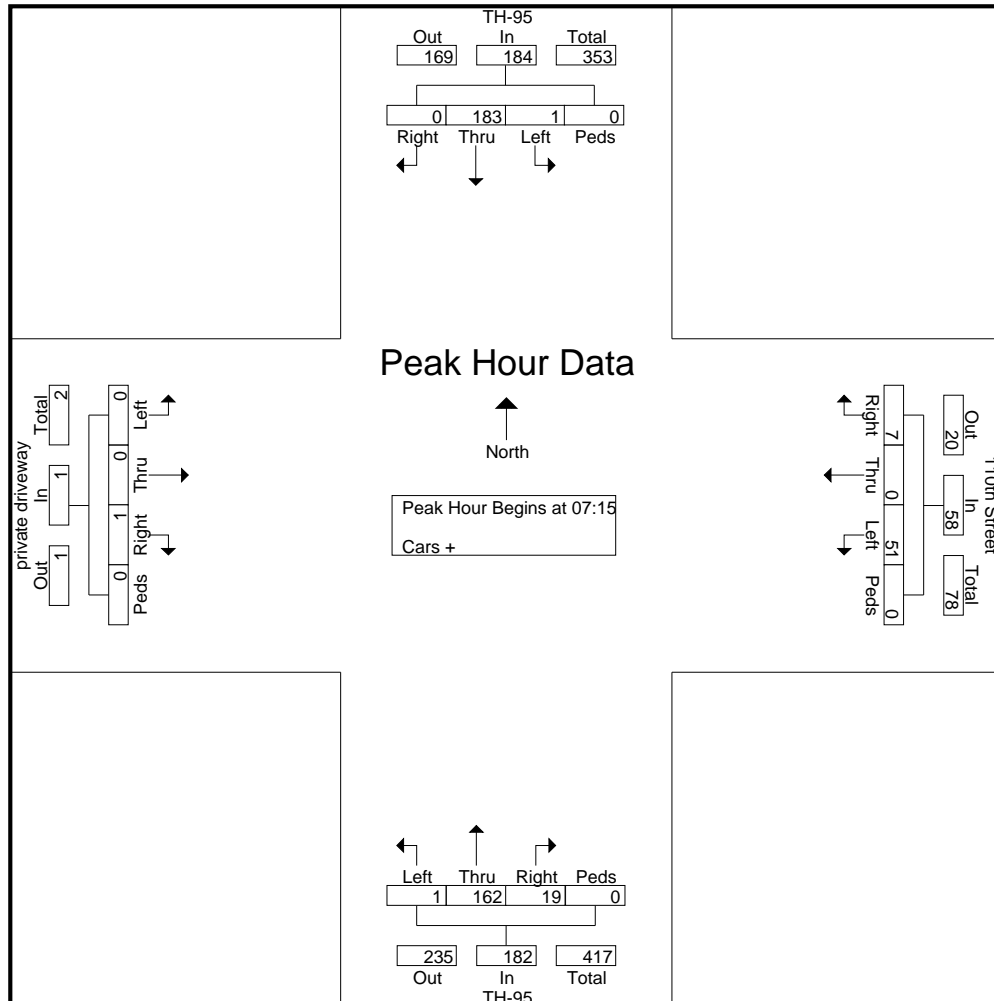 TH-95
Out In Total
169 184 353
0 183 1 0
Right Thru Left Peds
Peak Hour Data
North
Peak Hour Begins at 07:15
Cars +
private driveway
Out In Total
1 1 2
Left Thru Right Peds
0 0 1 0
Right Thru Left Peds
7 0 51 0
Out In Total
20 58 78
110th Street
Left Thru Right Peds
1 162 19 0
235 182 417
Out In Total
TH-95